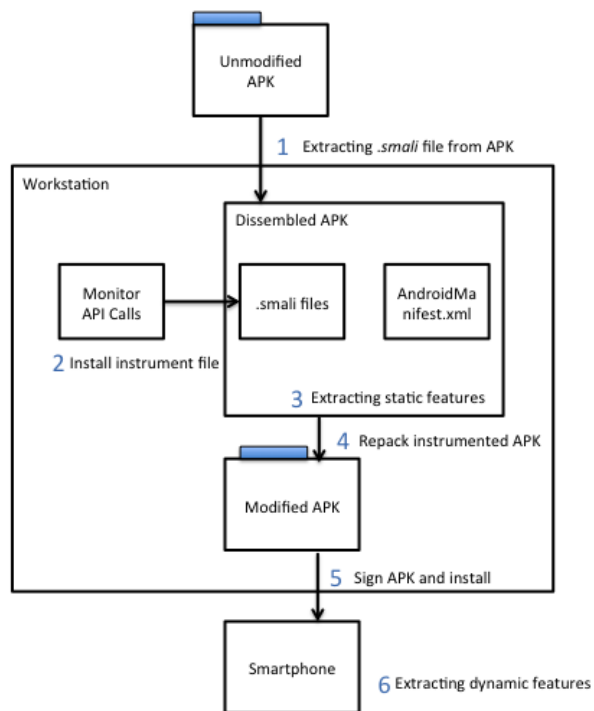 Unmodified
APK
1 Extracting .smali file from APK
Workstation
Dissembled APK
Monitor
API Calls
.smali files
AndroidMa
nifest.xml
2 Install instrument file
3 Extracting static features
4 Repack instrumented APK
Modified APK
5 Sign APK and install
Smartphone
6 Extracting dynamic features